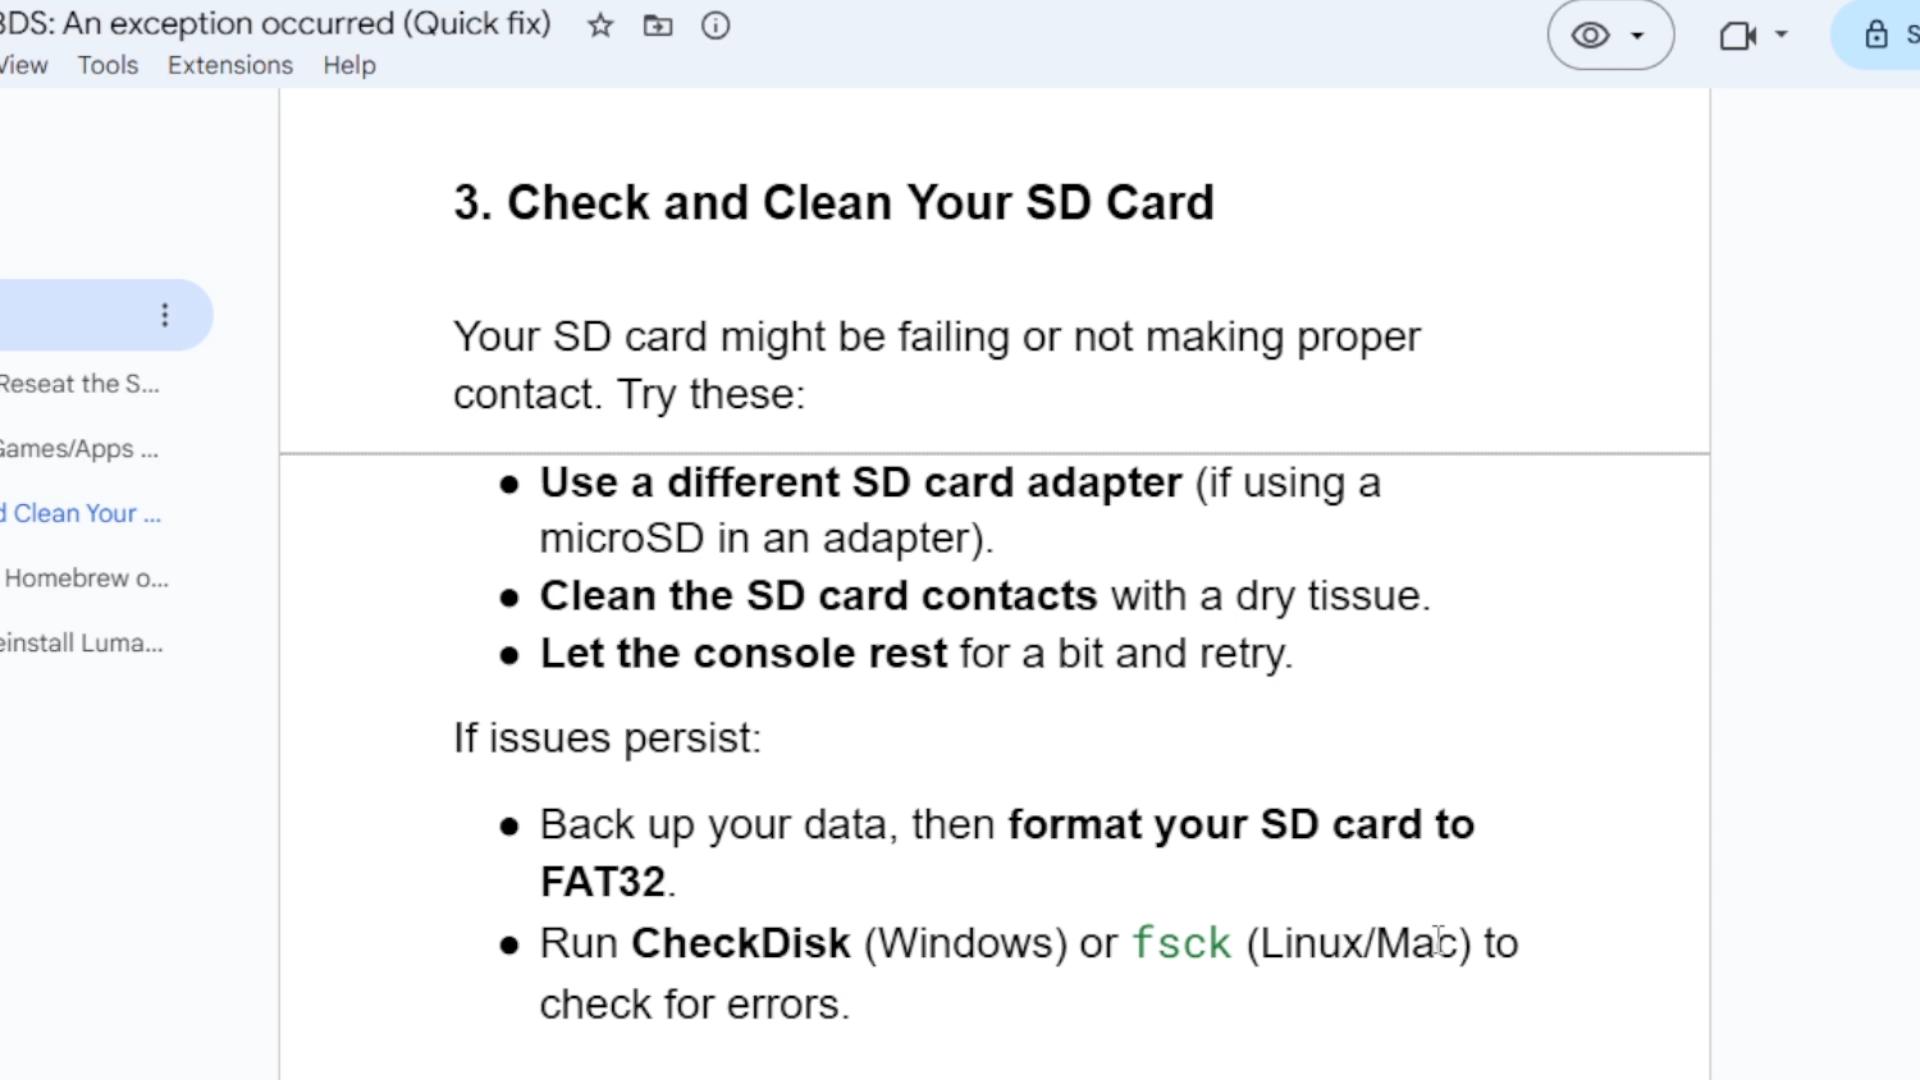 3DS: An exception occurred (Quick fix)
View Tools Extensions Help
S
3. Check and Clean Your SD Card
Your SD card might be failing or not making proper
contact. Try these:
Reseat the S...
Games/Apps ...
d Clean Your ...
Homebrew o...
einstall Luma...
● Use a different SD card adapter (if using a
microSD in an adapter).
● Clean the SD card contacts with a dry tissue.
● Let the console rest for a bit and retry.
If issues persist:
● Back up your data, then format your SD card to
FAT32.
● Run CheckDisk (Windows) or fsck (Linux/Mac) to
check for errors.